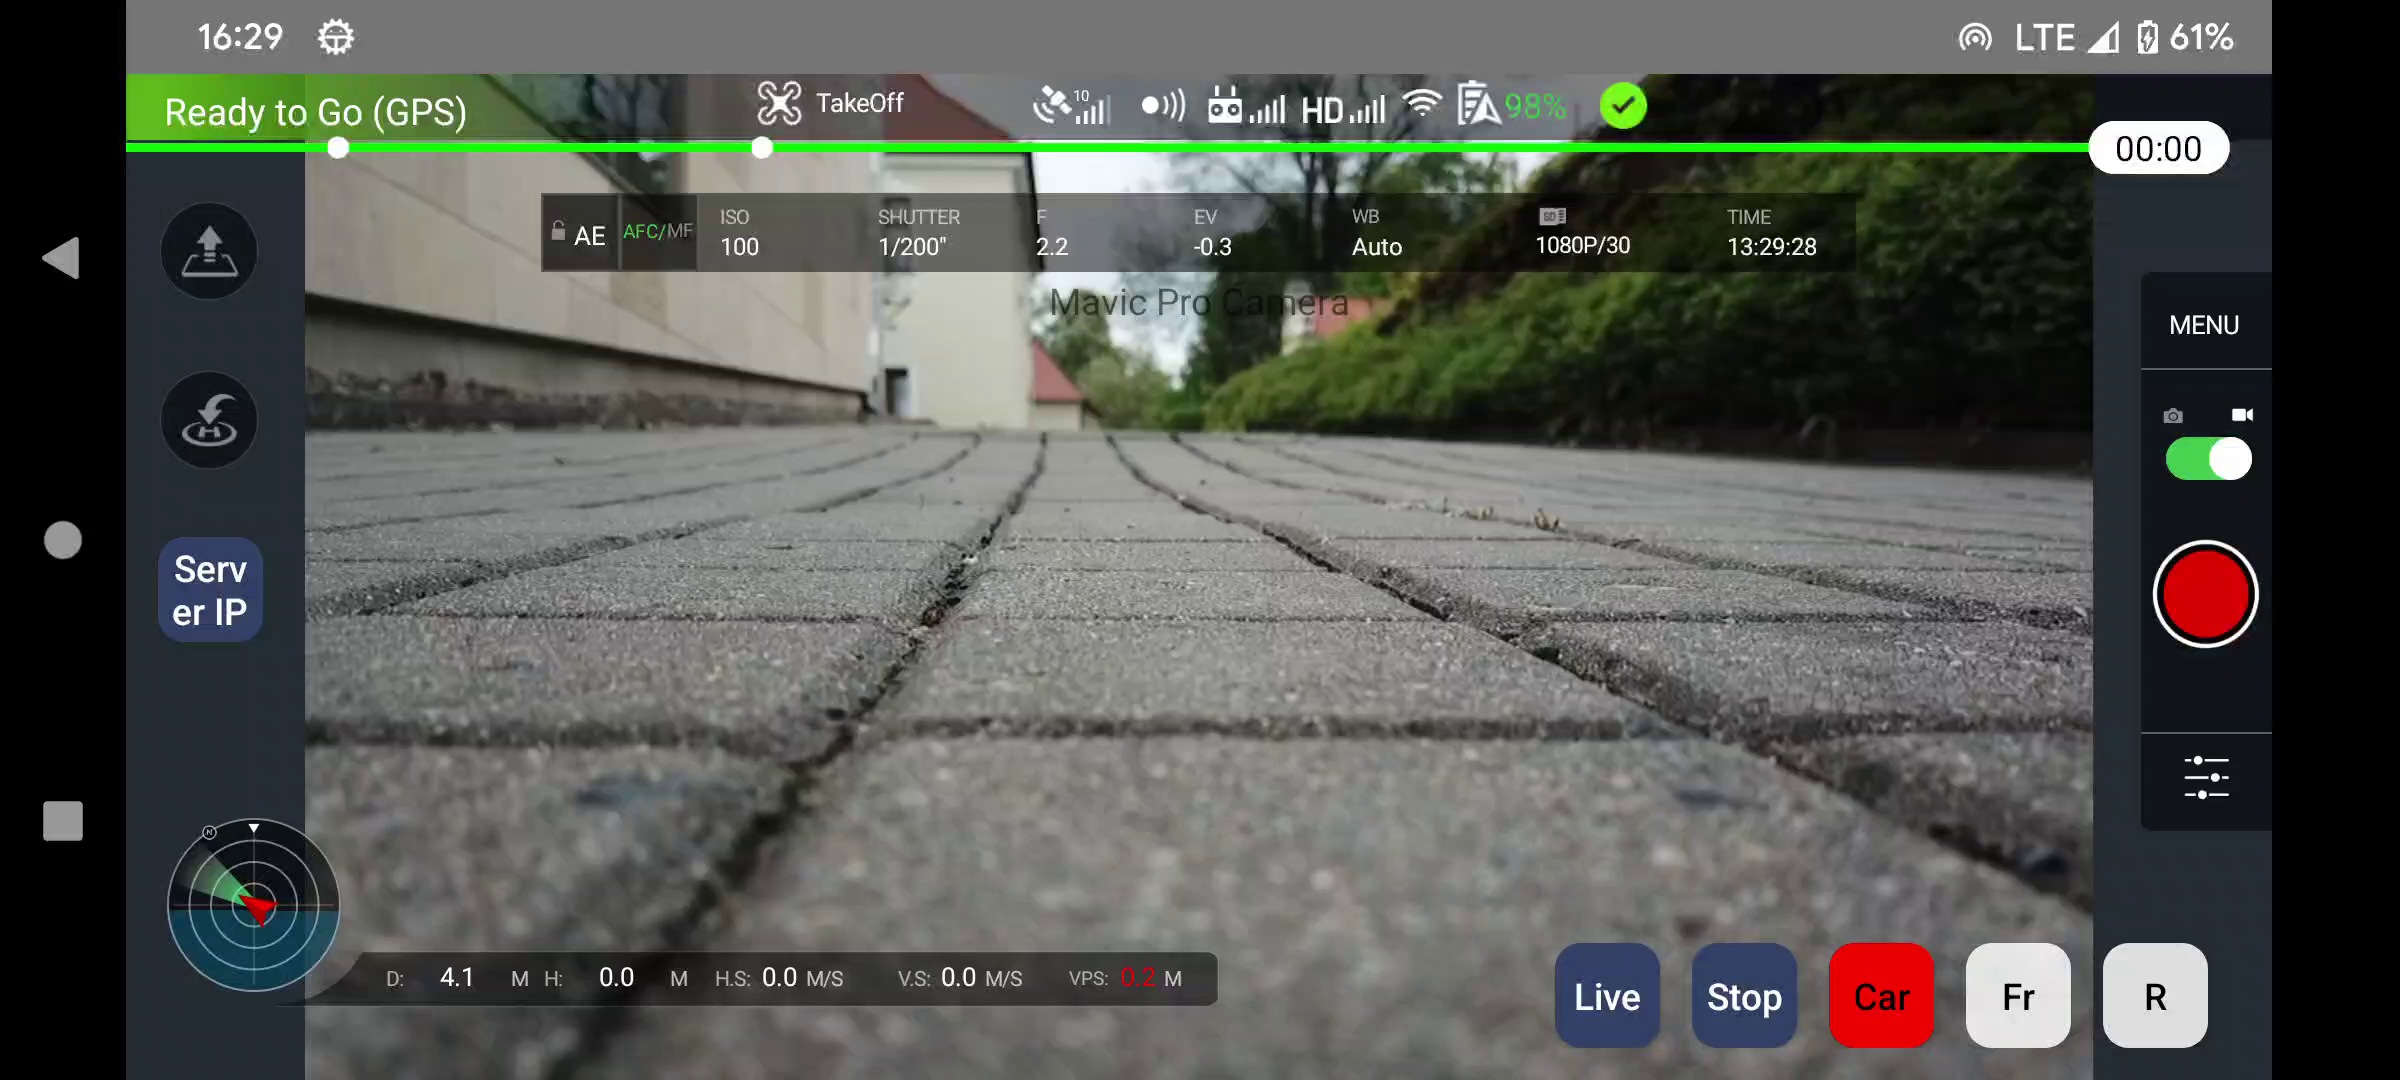 16:29
LTE 61%
Ready to Go (GPS)
TakeOff
10
HD
98%
00:00
AE
AFC/MF
ISO
100
SHUTTER
1/200"
F
2.2
EV
-0.3
WB
Auto
SD
1080P/30
TIME
13:29:28
Mavic Pro Camera
MENU
Serv
er IP
N
D: 4.1 M H: 0.0 M H.S: 0.0 M/S V.S: 0.0 M/S VPS: 0.2 M
Live
Stop
Car
Fr
R